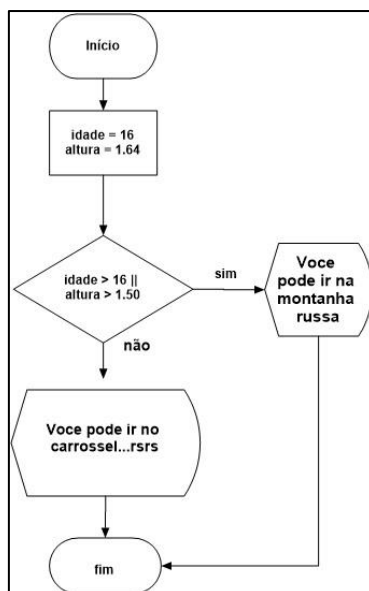 Início
idade = 16
altura = 1.64
idade > 16 ||
altura > 1.50
sim
Voce
pode ir na
montanha
russa
não
Voce pode ir no
carrossel...rsrs
fim